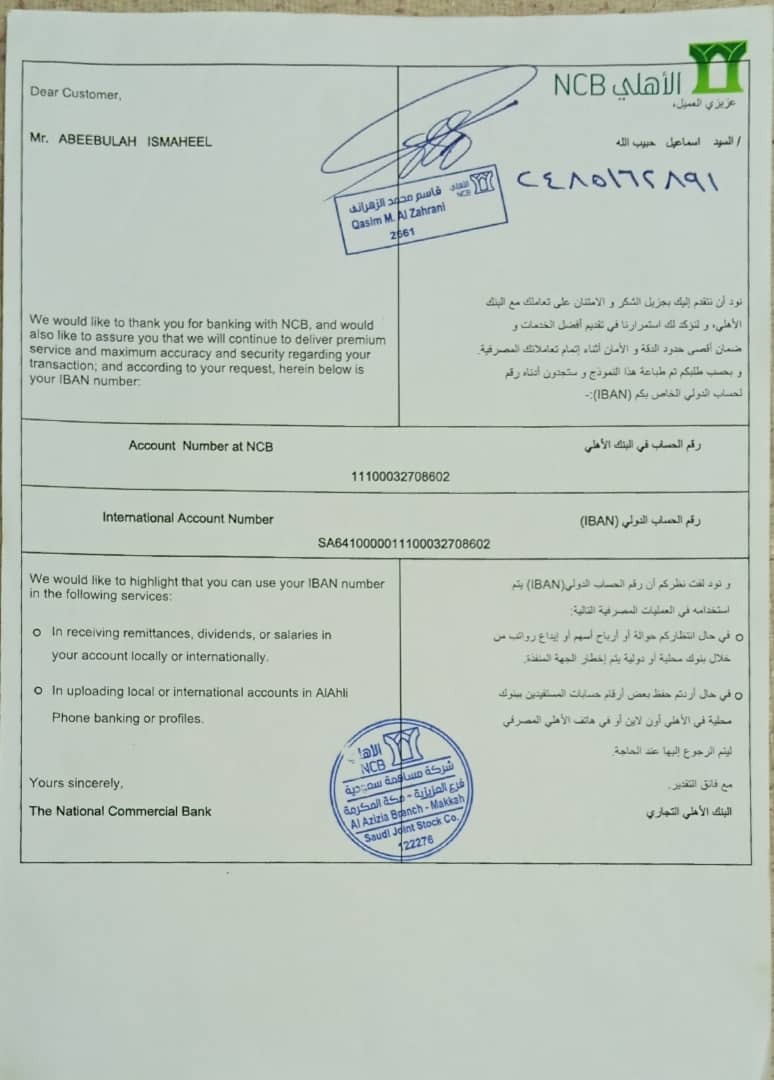 NCB الأهلي
Dear Customer,
عزيزي العميل،
Mr. ABEEBULAH ISMAHEEL
/ السيد اسماعيل حبيب الله
NCB الأهلي
قاسم محمد الزهراني
Qasim M. Al Zahrani
2661
We would like to thank you for banking with NCB, and would
also like to assure you that we will continue to deliver premium
service and maximum accuracy and security regarding your
transaction; and according to your request, herein below is
your IBAN number:
نود أن نتقدم إليك بجزيل الشكر و الامتنان على تعاملك مع البنك
الأهلي، و لنؤكد لك استمرارنا في تقديم أفضل الخدمات و
ضمان أقصى حدود الدقة و الأمان أثناء إتمام تعاملاتك المصرفية.
و بحسب طلبكم تم طباعة هذا النموذج و ستجدون أدناه رقم
لحساب الدولي الخاص بكم (IBAN):-
Account Number at NCB
رقم الحساب في البنك الأهلي
11100032708602
International Account Number
رقم الحساب الدولي (IBAN)
SA6410000011100032708602
We would like to highlight that you can use your IBAN number
in the following services:
o In receiving remittances, dividends, or salaries in
your account locally or internationally.
o In uploading local or international accounts in AlAhli
Phone banking or profiles.
Yours sincerely,
The National Commercial Bank
و نود لفت نظركم أن رقم الحساب الدولي(IBAN) يتم
استخدامه في العمليات المصرفية التالية:
o في حال انتظاركم حوالة أو أرباح أسهم أو إيداع رواتب من
خلال بنوك محلية أو دولية يتم إخطار الجهة المنفذة.
o في حال أردتم حفظ بعض أرقام حسابات المستفيدين ببنوك
محلية في الأهلي أون لاين أو في هاتف الأهلي المصرفي
ليتم الرجوع إليها عند الحاجة.
مع فائق التقدير.
البنك الأهلي التجاري
الأهلي
NCB
شركة مساهمة سعودية
فرع العزيزية - مكة المكرمة
Al Azizia Branch - Makkah
Saudi Joint Stock Co.
122276